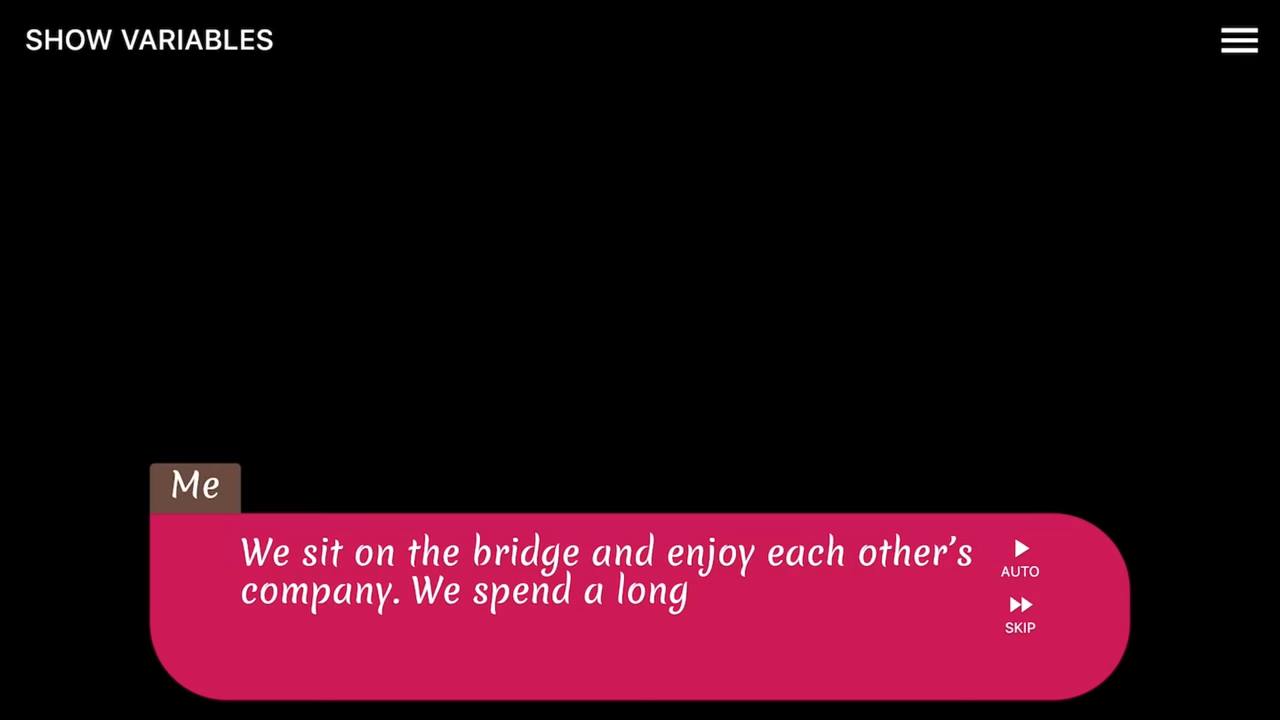 SHOW VARIABLES
Me
We sit on the bridge and enjoy each other’s
company. We spend a long
AUTO
SKIP